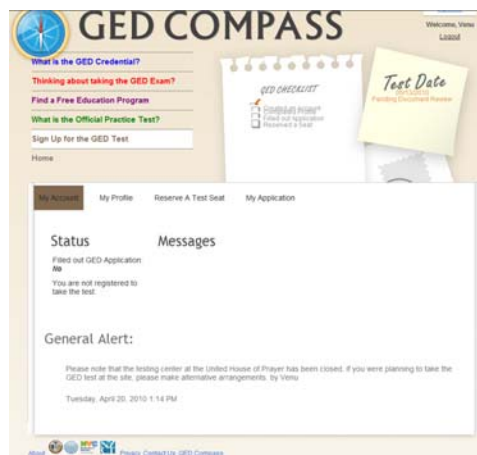 GED COMPASS
Welcome, Venu
Logout
What is the GED Credential?
Thinking about taking the GED Exam?
Find a Free Education Program
What is the Official Practice Test?
Sign Up for the GED Test
Home
GED CHECKLIST
Created an Account
Completed Profile
Filled out Application
Reserved a Seat
Test Date
Pending Document Review
My Account
My Profile
Reserve A Test Seat
My Application
Status
Filled out GED Application
No
You are not registered to
take the test.
Messages
General Alert:
Please note that the testing center at the United House of Prayer has been closed, if you were planning to take the
GED test at the site, please make alternative arrangements. by Venu
Tuesday, April 20, 2010 1:14 PM
About
Privacy Contact Us GED Compass